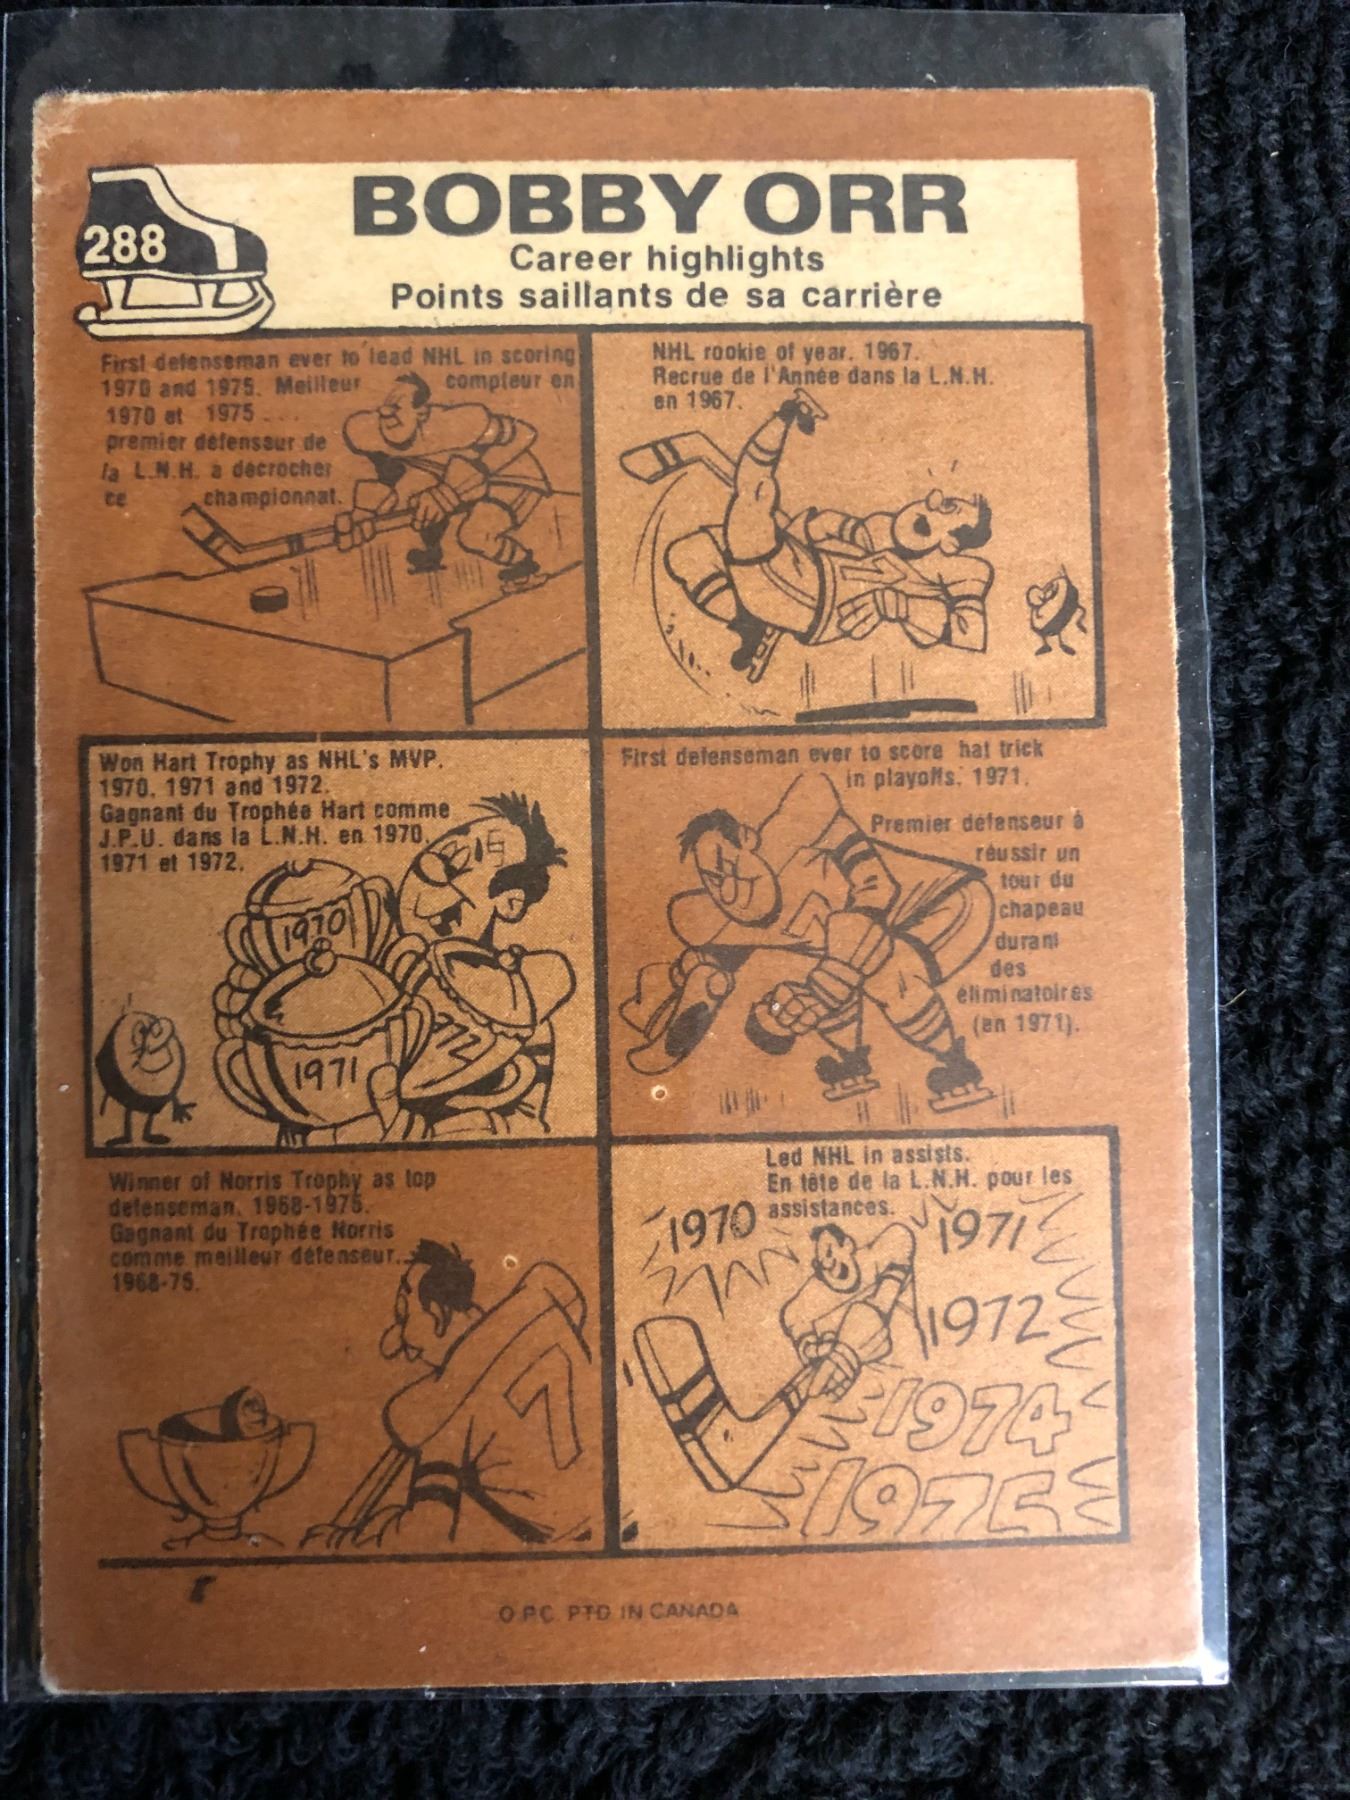 288
BOBBY ORR
Career highlights
Points saillants de sa carrière
First defenseman ever to lead NHL in scoring
1970 and 1975. Meilleur compteur en
1970 et 1975 . . .
premier défenseur de
la L.N.H. à décrocher
ce championnat.
NHL rookie of year, 1967.
Recrue de l'Année dans la L.N.H.
en 1967.
7
Won Hart Trophy as NHL's MVP.
1970, 1971 and 1972.
Gagnant du Trophée Hart comme
J.P.U. dans la L.N.H. en 1970,
1971 et 1972.
1970
1971
72
First defenseman ever to score hat trick
in playoffs, 1971.
Premier défenseur à
réussir un
tour du
chapeau
durant
des
éliminatoires
(en 1971).
7
Winner of Norris Trophy as top
defenseman, 1968-1975.
Gagnant du Trophée Norris
comme meilleur défenseur.
1968-75.
7
Led NHL in assists.
En tête de la L.N.H. pour les
assistances.
1970
1971
1972
1974
1975
O.P.C. PTD IN CANADA